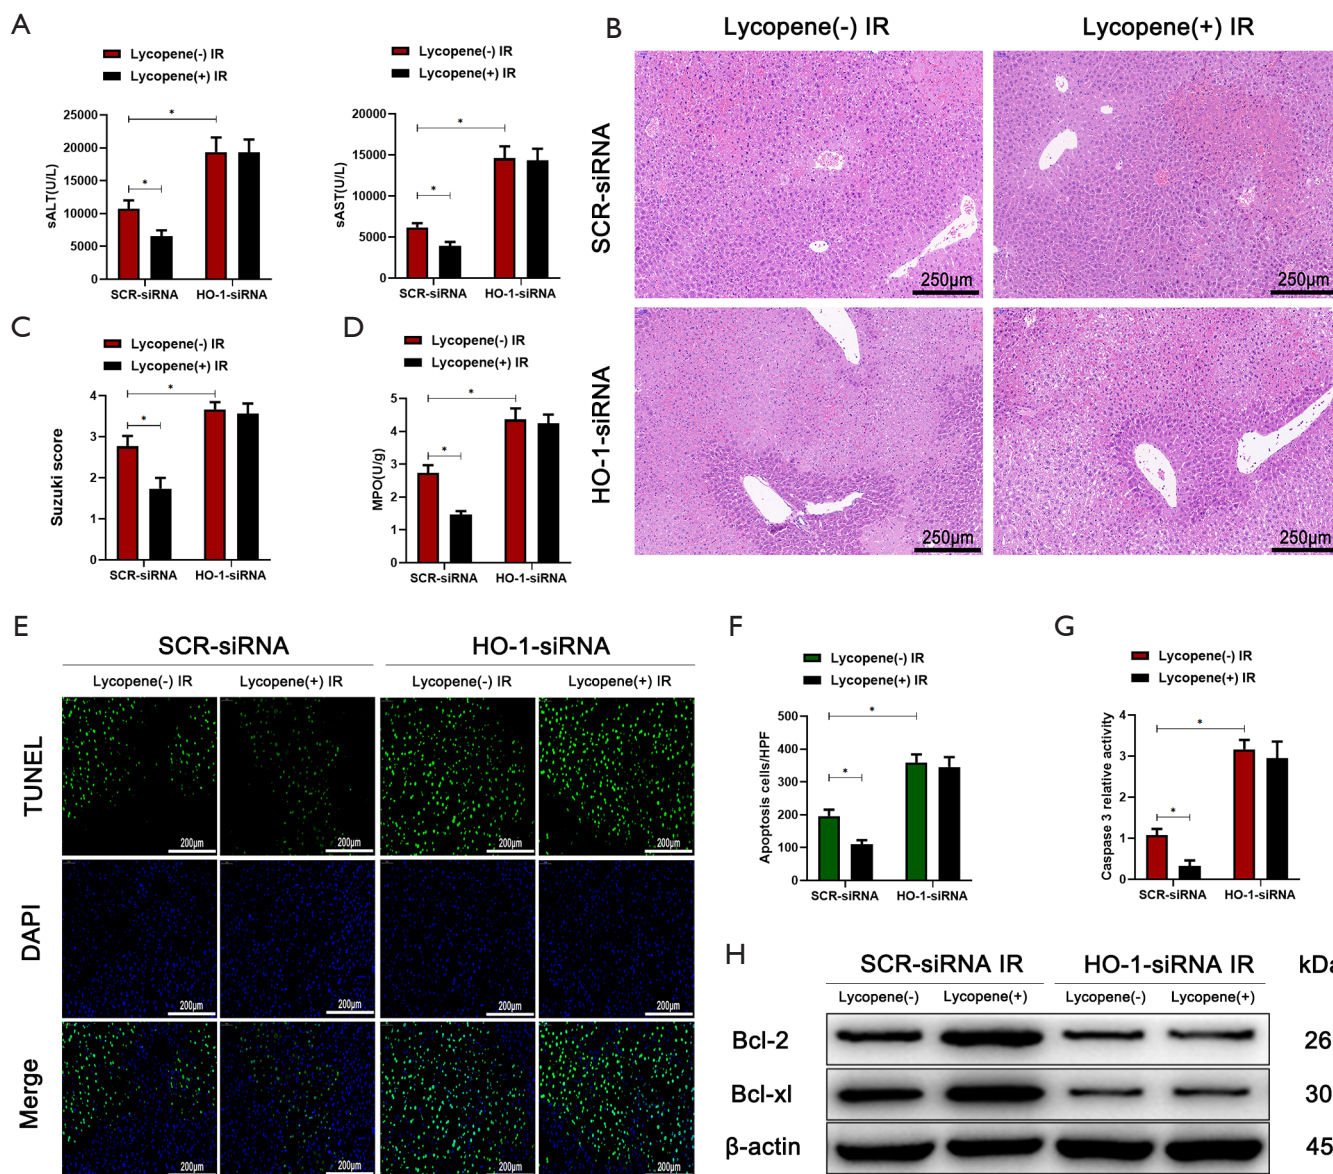 A
Lycopene(-) IR
Lycopene(+) IR
sALT(U/L)
25000
20000
15000
10000
5000
0
*
*
SCR-siRNA
HO-1-siRNA
Lycopene(-) IR
Lycopene(+) IR
sAST(U/L)
20000
15000
10000
5000
0
*
*
SCR-siRNA
HO-1-siRNA
B
Lycopene(-) IR
Lycopene(+) IR
SCR-siRNA
250µm
250µm
HO-1-siRNA
250µm
250µm
C
Lycopene(-) IR
Lycopene(+) IR
Suzuki score
4
3
2
1
0
*
*
SCR-siRNA
HO-1-siRNA
D
Lycopene(-) IR
Lycopene(+) IR
MPO(U/g)
5
4
3
2
1
0
*
*
SCR-siRNA
HO-1-siRNA
E
SCR-siRNA
HO-1-siRNA
Lycopene(-) IR
Lycopene(+) IR
Lycopene(-) IR
Lycopene(+) IR
TUNEL
200µm
200µm
200µm
200µm
DAPI
200µm
200µm
200µm
200µm
Merge
200µm
200µm
200µm
200µm
F
Lycopene(-) IR
Lycopene(+) IR
Apoptosis cells/HPF
500
400
300
200
100
0
*
*
SCR-siRNA
HO-1-siRNA
G
Lycopene(-) IR
Lycopene(+) IR
Caspase 3 relative activity
4
3
2
1
0
*
*
SCR-siRNA
HO-1-siRNA
H
SCR-siRNA IR
HO-1-siRNA IR
kDa
Lycopene(-)
Lycopene(+)
Lycopene(-)
Lycopene(+)
Bcl-2
26
Bcl-xl
30
β-actin
45